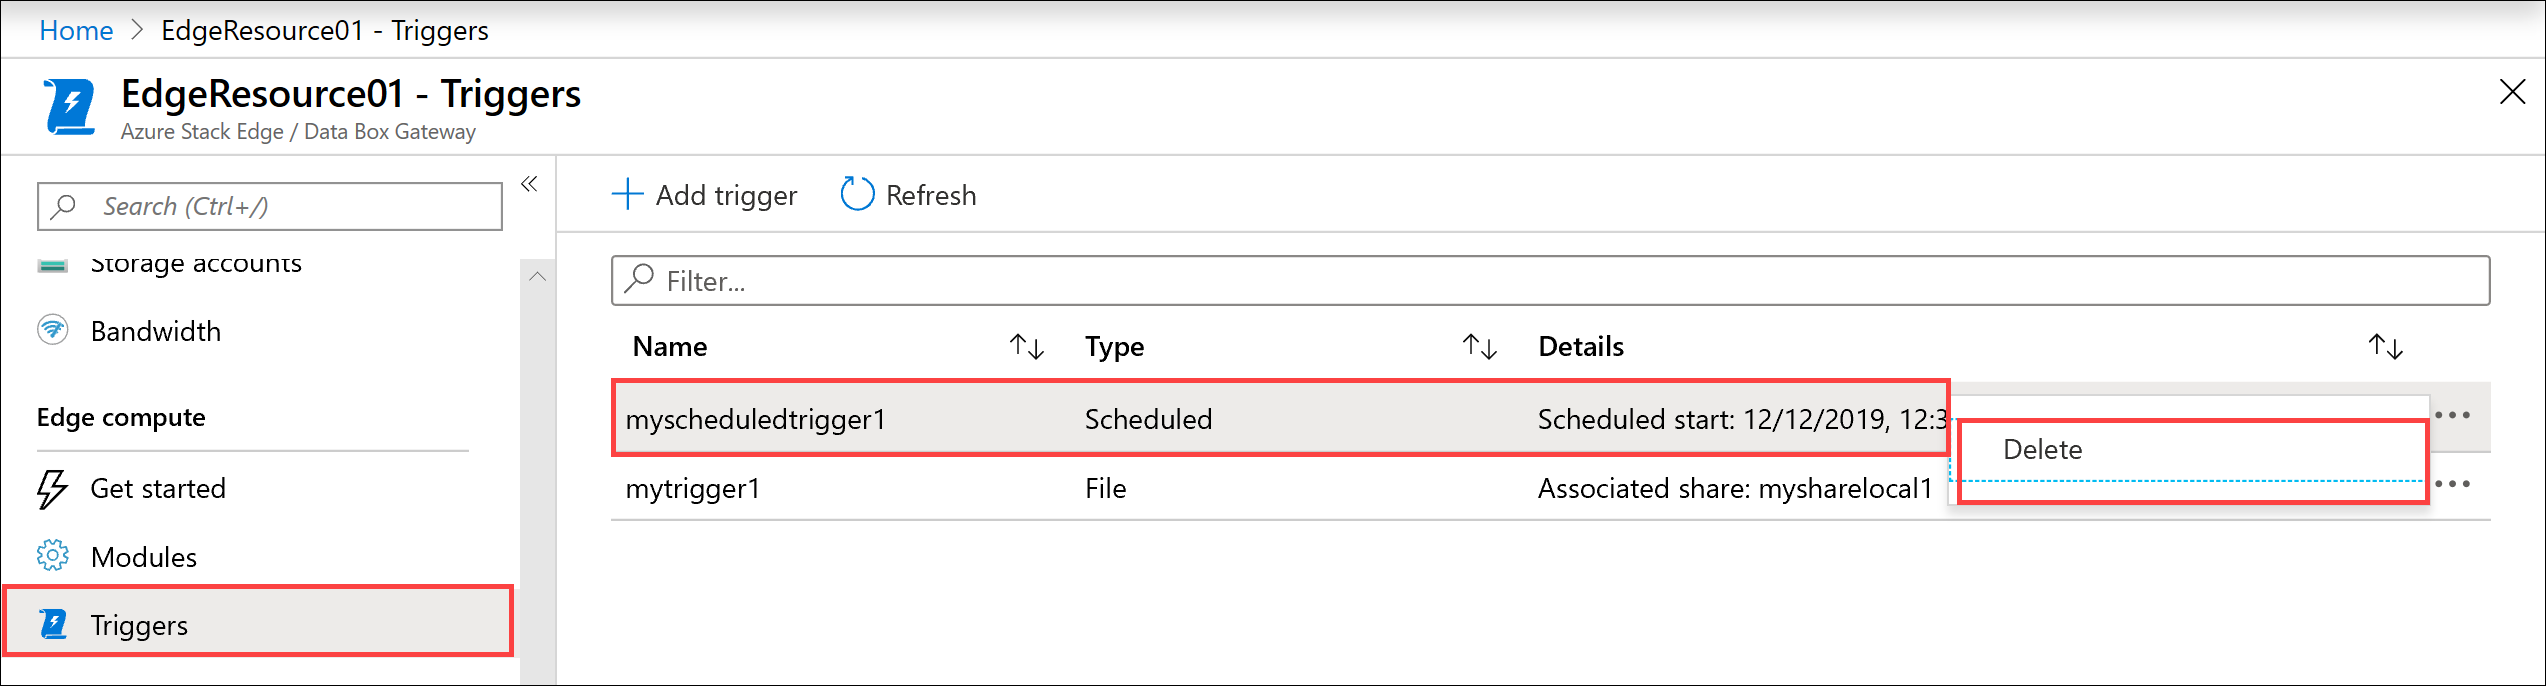 Home > EdgeResource01 - Triggers
EdgeResource01 - Triggers
Azure Stack Edge / Data Box Gateway
Search (Ctrl+/)
Storage accounts
Bandwidth
Edge compute
Get started
Modules
Triggers
Add trigger Refresh
Filter...
Name Type Details
myscheduledtrigger1 Scheduled Scheduled start: 12/12/2019, 12:3
Delete
mytrigger1 File Associated share: mysharelocal1